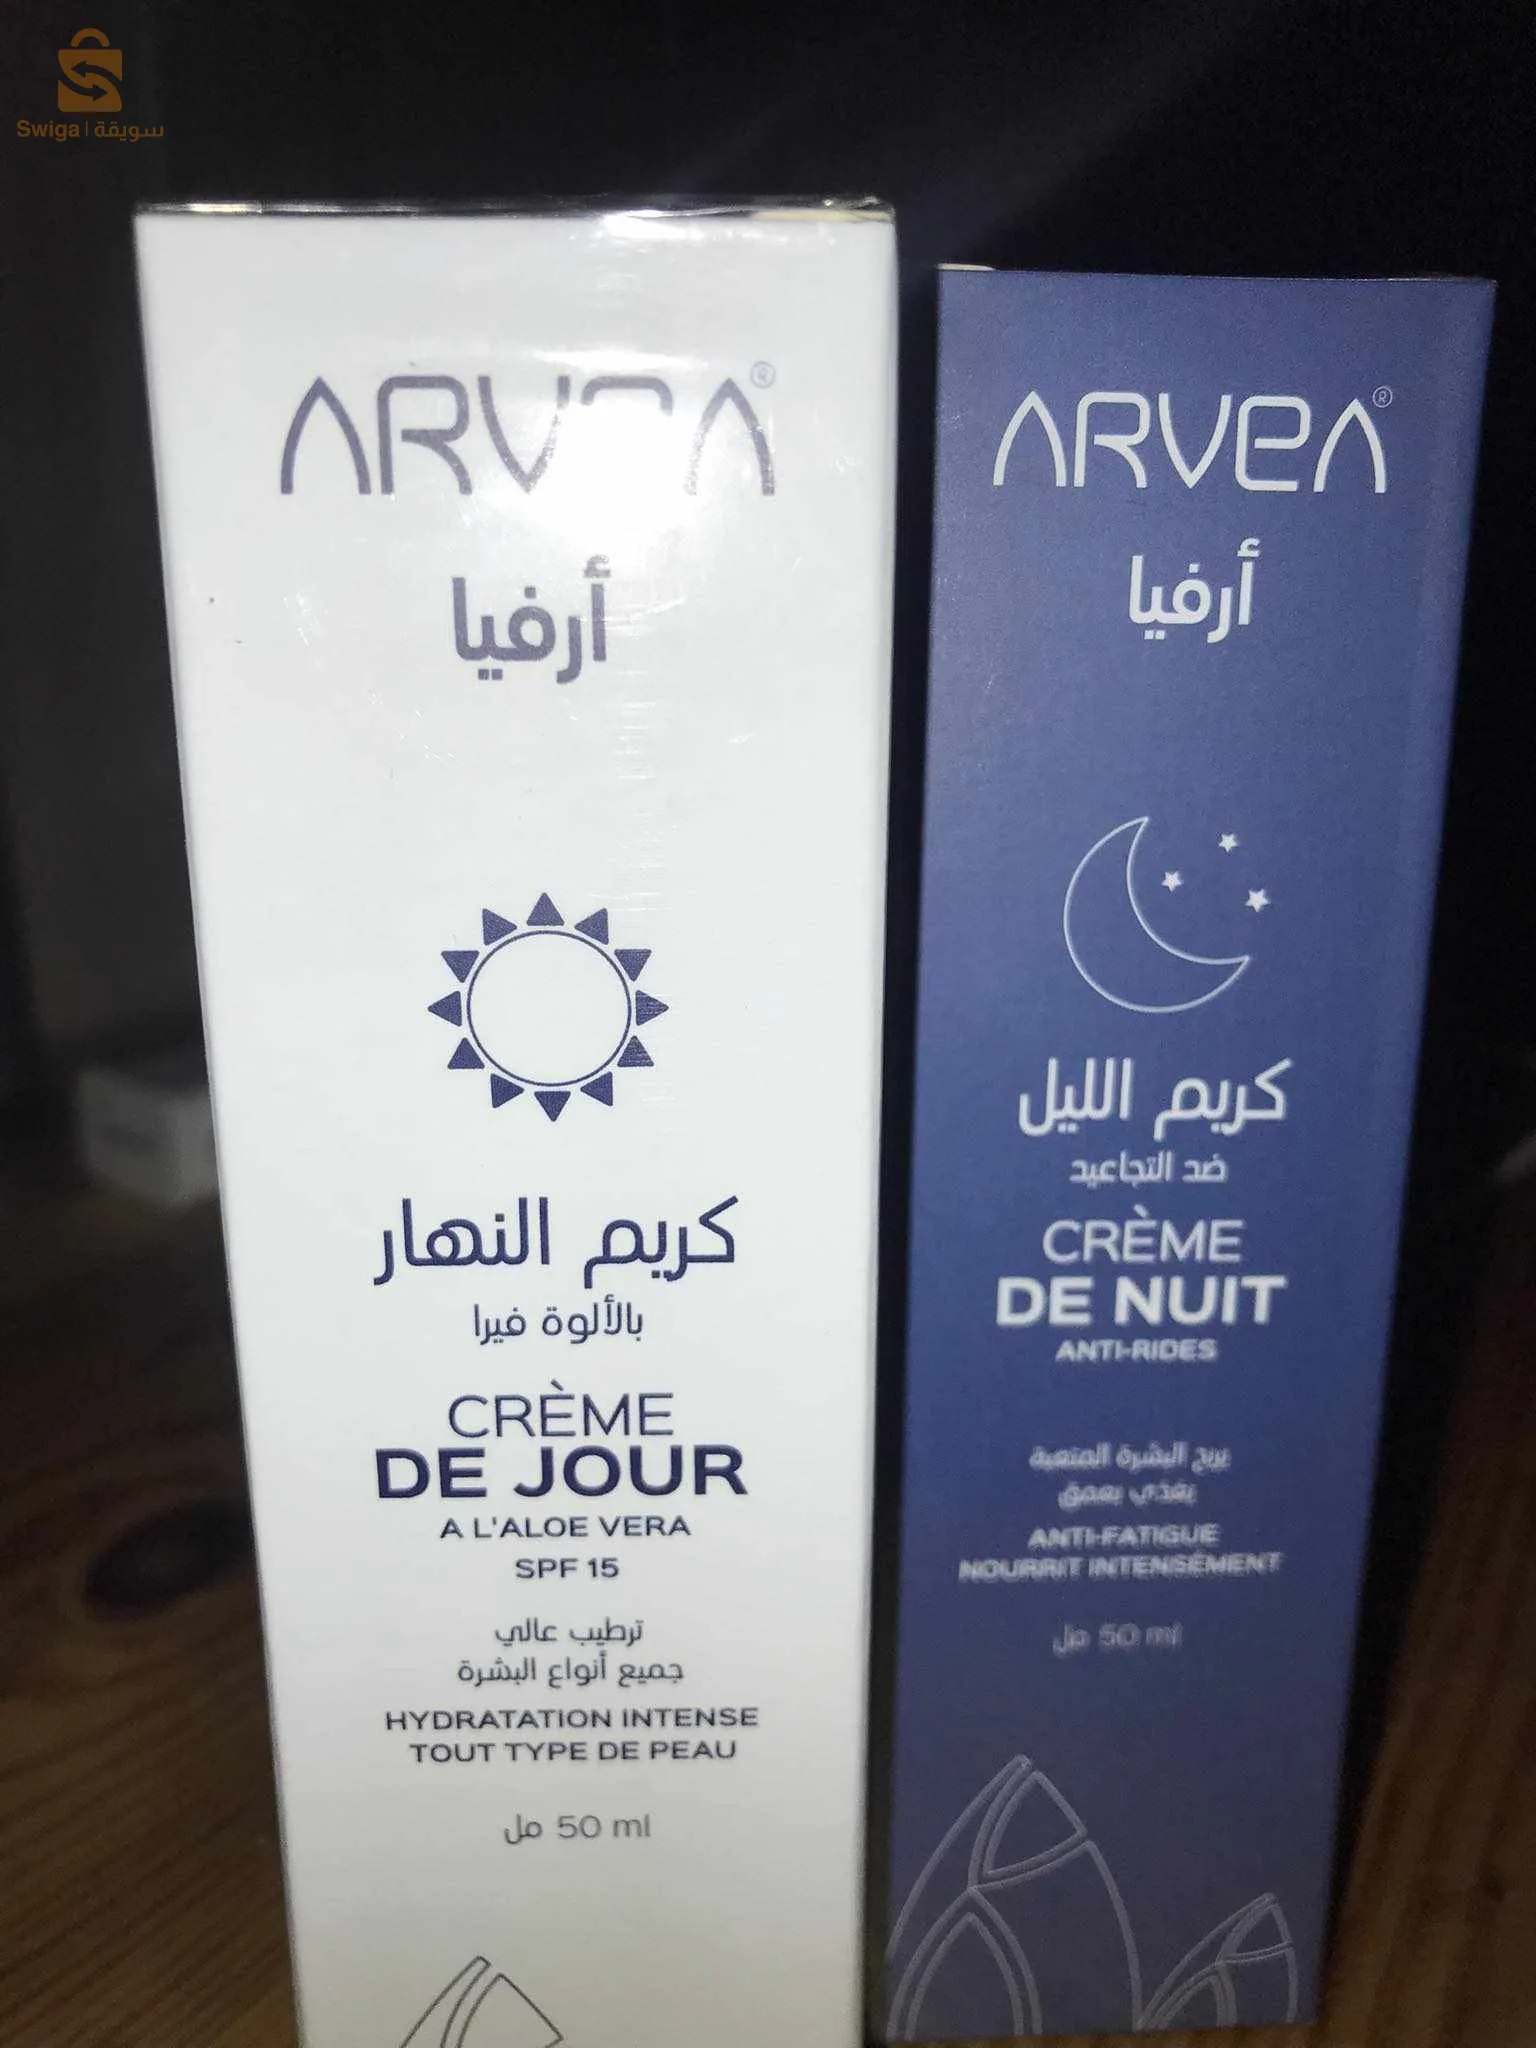 Swiga | سويقة
ARVEA®
أرفيا
كريم النهار
بالألوة فيرا
CRÈME
DE JOUR
A L'ALOE VERA
SPF 15
ترطيب عالي
جميع أنواع البشرة
HYDRATATION INTENSE
TOUT TYPE DE PEAU
50 ml مل
ARVEA®
أرفيا
كريم الليل
ضد التجاعيد
CRÈME
DE NUIT
ANTI-RIDES
يريح البشرة المتعبة
يغذي بعمق
ANTI-FATIGUE
NOURRIT INTENSÉMENT
50 ml مل